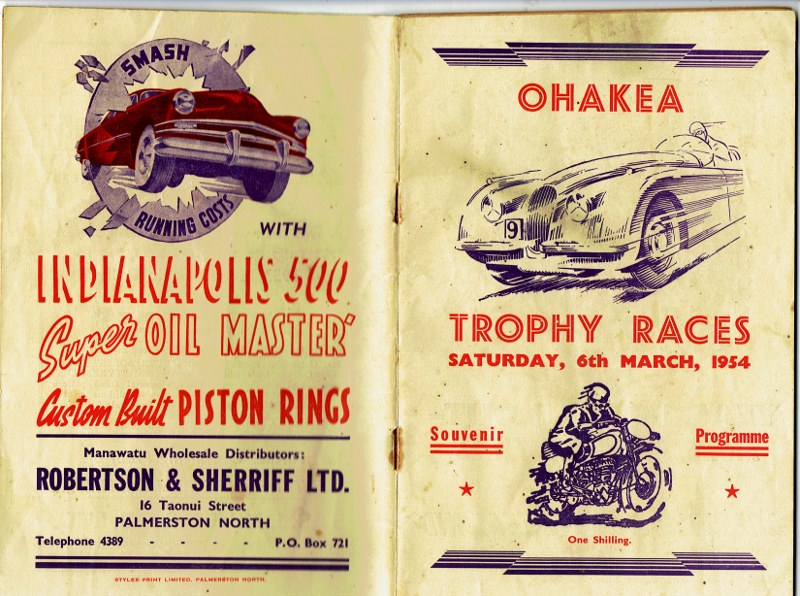 SMASH
RUNNING COSTS
WITH
INDIANAPOLIS 500
Super OIL MASTER'
Custom Built PISTON RINGS
Manawatu Wholesale Distributors:
ROBERTSON & SHERRIFF LTD.
16 Taonui Street
PALMERSTON NORTH
Telephone 4389 - - - - P.O. Box 721
STYLEX PRINT LIMITED, PALMERSTON NORTH.
OHAKEA
9
TROPHY RACES
SATURDAY, 6th MARCH, 1954
Souvenir Programme
One Shilling.